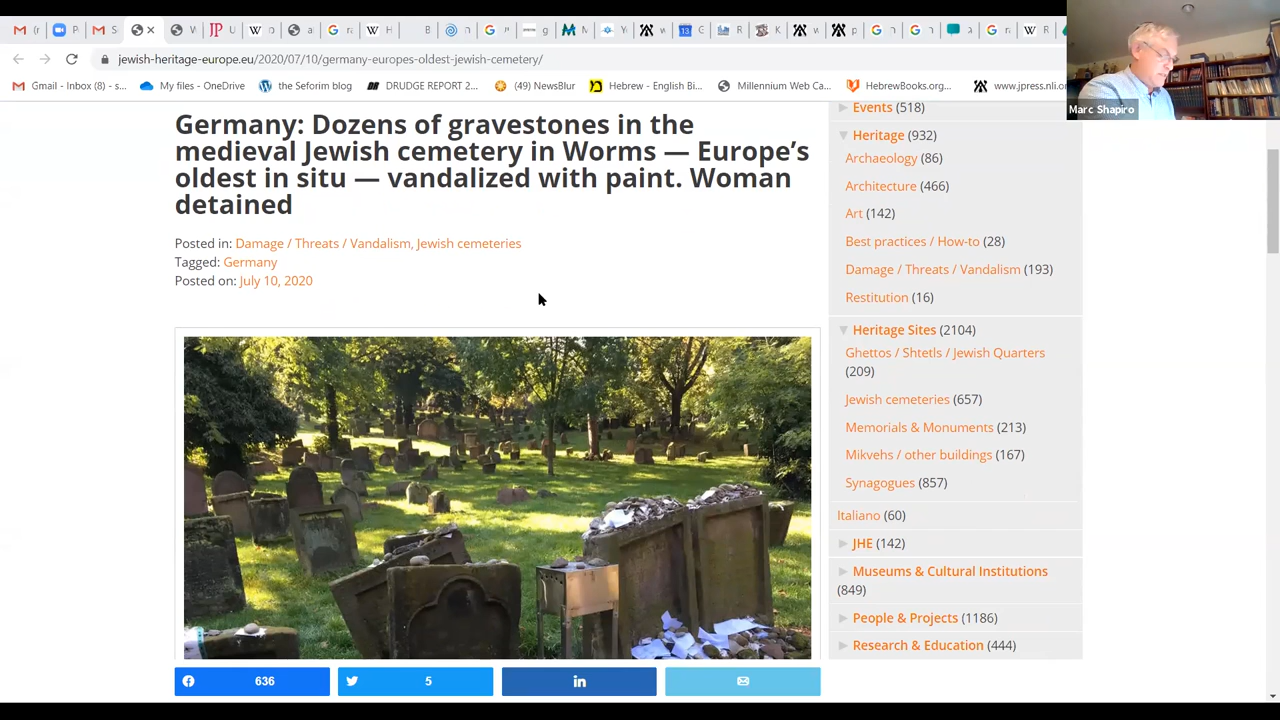 jewish-heritage-europe.eu/2020/07/10/germany-europes-oldest-jewish-cemetery/
Gmail - Inbox (8) - s...
My files - OneDrive
the Seforim blog
DRUDGE REPORT 2...
(49) NewsBlur
Hebrew - English Bi...
Millennium Web Ca...
HebrewBooks.org...
www.jpress.nli.o
Marc Shapiro
Germany: Dozens of gravestones in the
medieval Jewish cemetery in Worms — Europe’s
oldest in situ — vandalized with paint. Woman
detained
Posted in: Damage / Threats / Vandalism, Jewish cemeteries
Tagged: Germany
Posted on: July 10, 2020
Events (518)
Heritage (932)
Archaeology (86)
Architecture (466)
Art (142)
Best practices / How-to (28)
Damage / Threats / Vandalism (193)
Restitution (16)
Heritage Sites (2104)
Ghettos / Shtetls / Jewish Quarters
(209)
Jewish cemeteries (657)
Memorials & Monuments (213)
Mikvehs / other buildings (167)
Synagogues (857)
Italiano (60)
JHE (142)
Museums & Cultural Institutions
(849)
People & Projects (1186)
Research & Education (444)
636
5
in